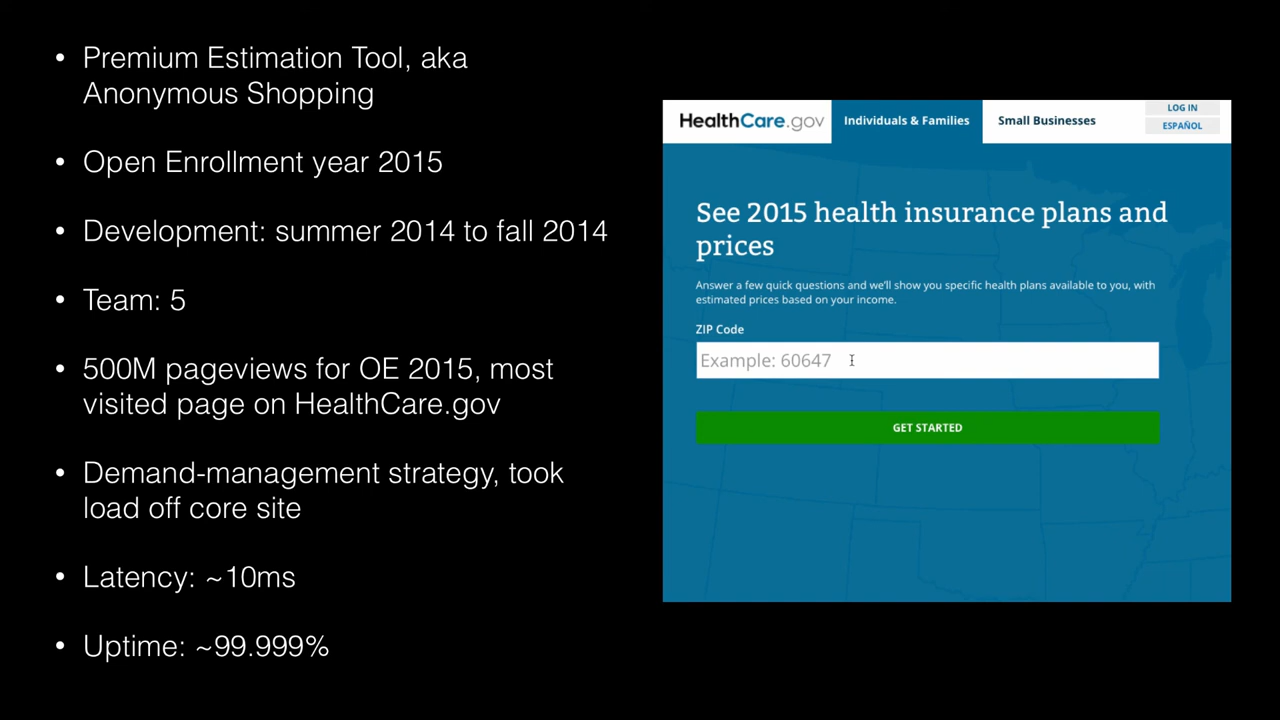 • Premium Estimation Tool, aka
Anonymous Shopping
• Open Enrollment year 2015
• Development: summer 2014 to fall 2014
• Team: 5
• 500M pageviews for OE 2015, most
visited page on HealthCare.gov
• Demand-management strategy, took
load off core site
• Latency: ~10ms
• Uptime: ~99.999%
HealthCare.gov
Individuals & Families
Small Businesses
LOG IN
ESPAÑOL
See 2015 health insurance plans and
prices
Answer a few quick questions and we'll show you specific health plans available to you, with
estimated prices based on your income.
ZIP Code
Example: 60647
GET STARTED